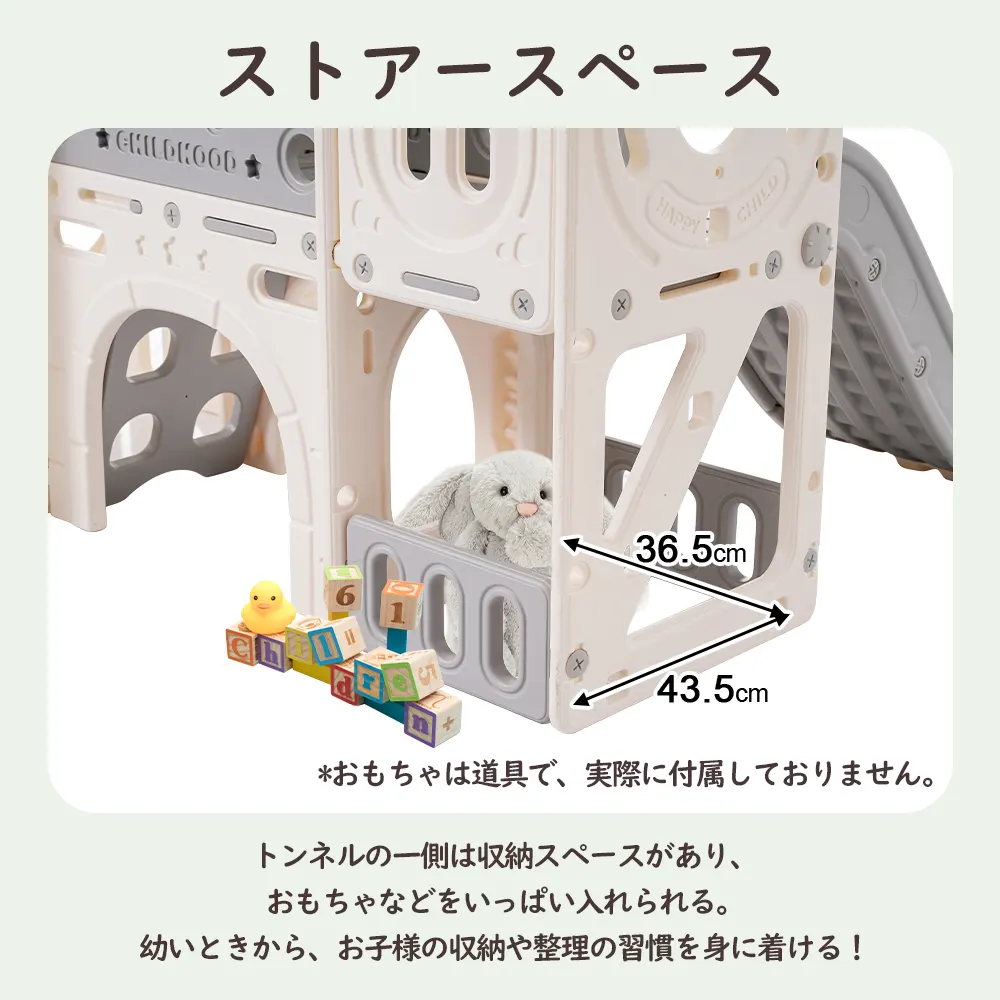 ストアースペース
CHILDHOOD
HAPPY CHILD
36.5cm
43.5cm
6 1
Chil=
dren5
n÷
*おもちゃは道具で、実際に付属しておりません。
トンネルの一側は収納スペースがあり、
おもちゃなどをいっぱい入れられる。
幼いときから、お子様の収納や整理の習慣を身に着ける！